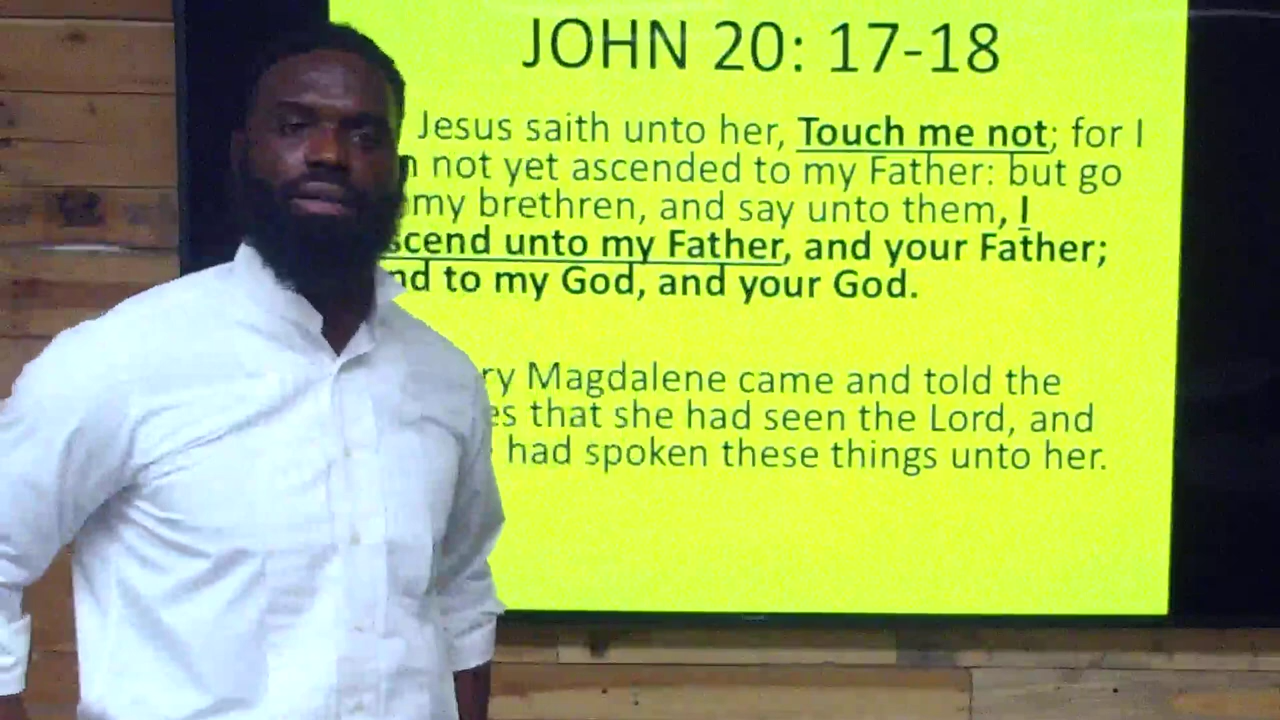 JOHN 20: 17-18
Jesus saith unto her, Touch me not; for I
not yet ascended to my Father: but go
my brethren, and say unto them, I
scend unto my Father, and your Father;
nd to my God, and your God.
ry Magdalene came and told the
es that she had seen the Lord, and
had spoken these things unto her.